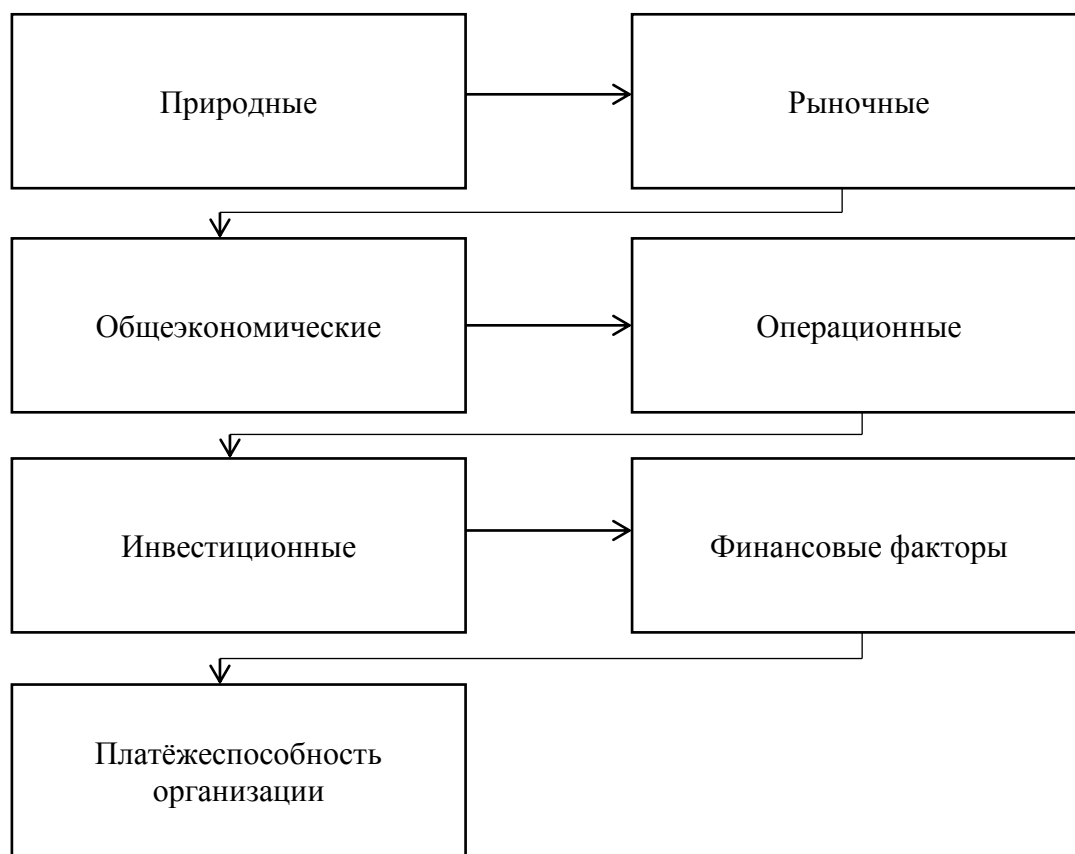 Природные
Рыночные
Общеэкономические
Операционные
Инвестиционные
Финансовые факторы
Платёжеспособность
организации